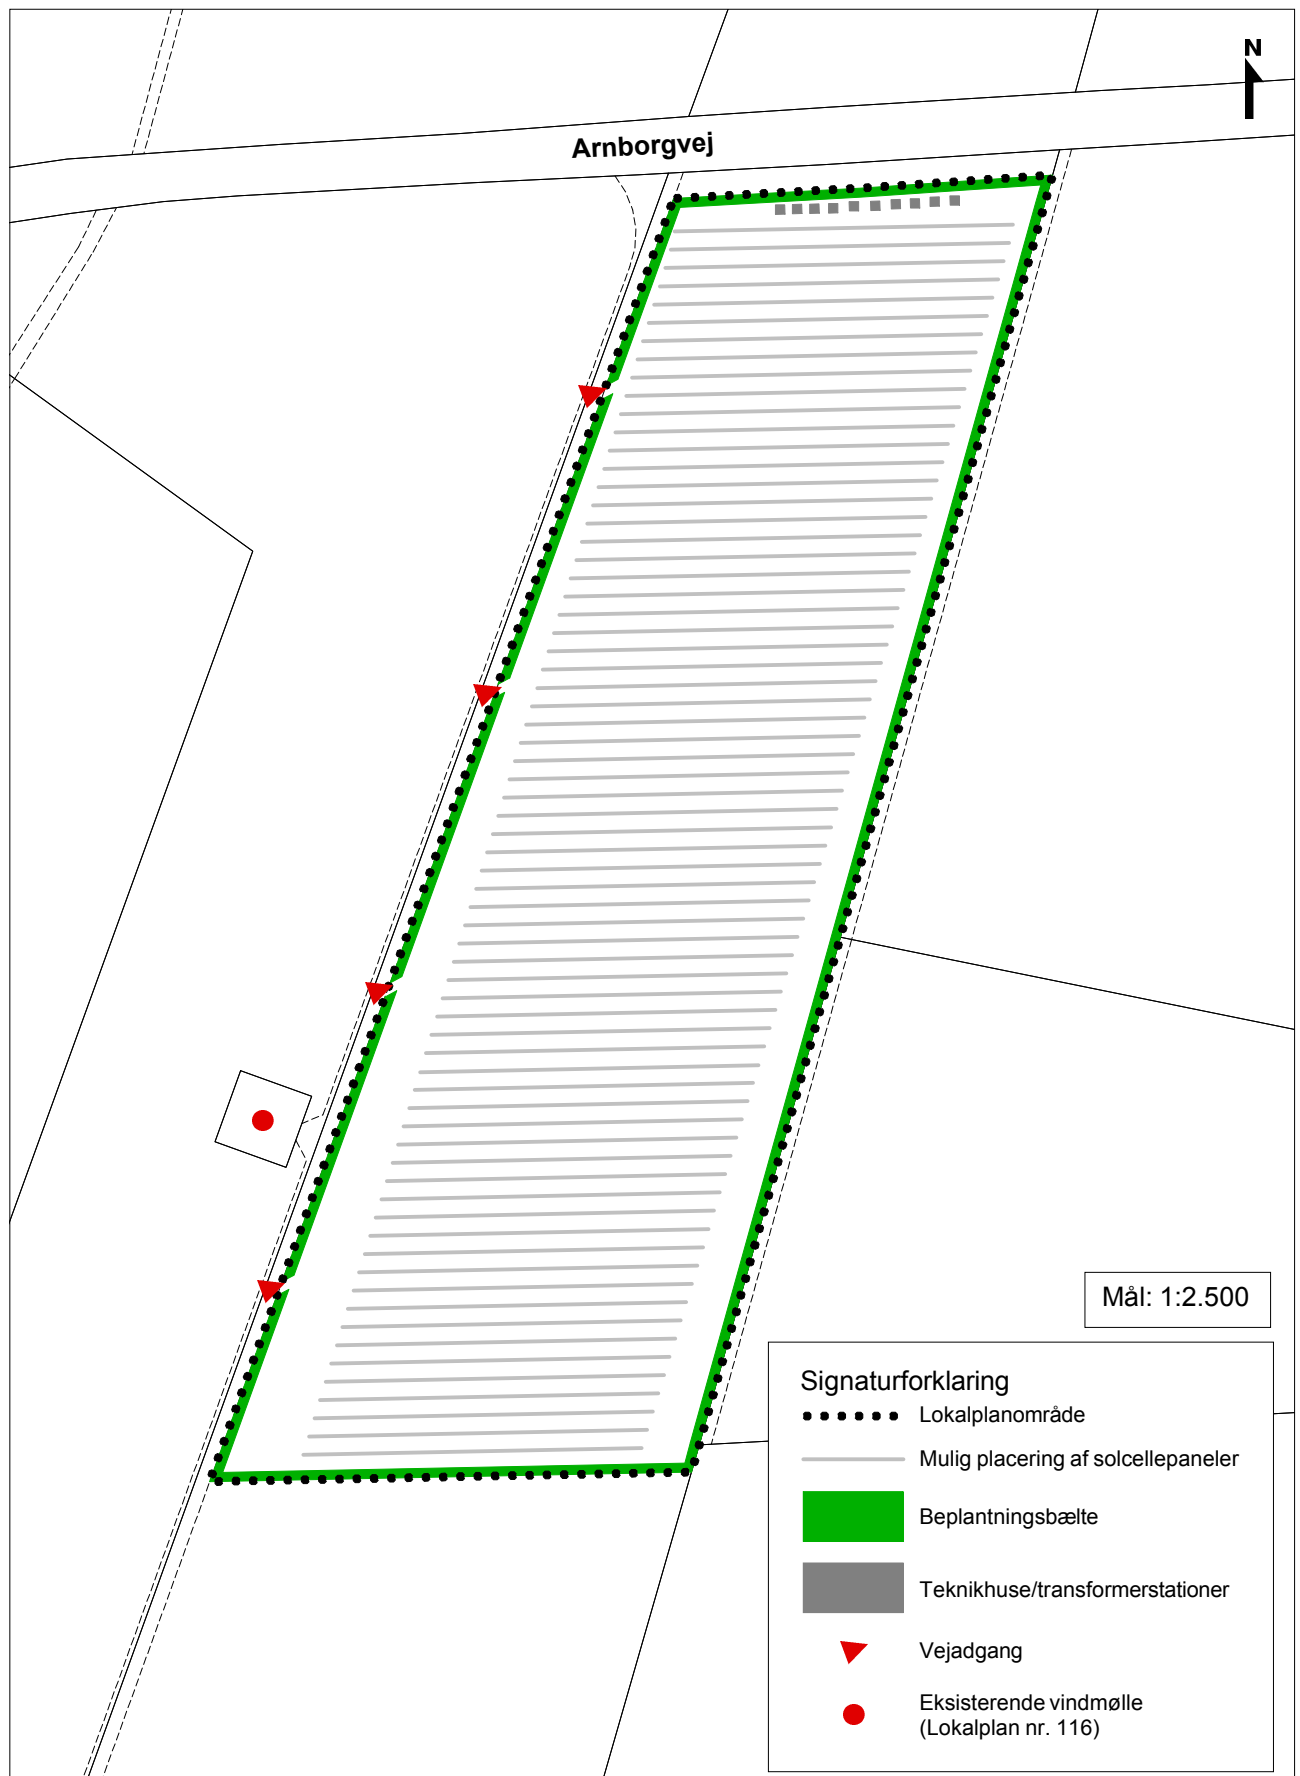 N
Arnborgvej
Mål: 1:2.500
Signaturforklaring
Lokalplanområde
Mulig placering af solcellepaneler
Beplantningsbælte
Teknikhuse/transformerstationer
Vejadgang
Eksisterende vindmølle
(Lokalplan nr. 116)